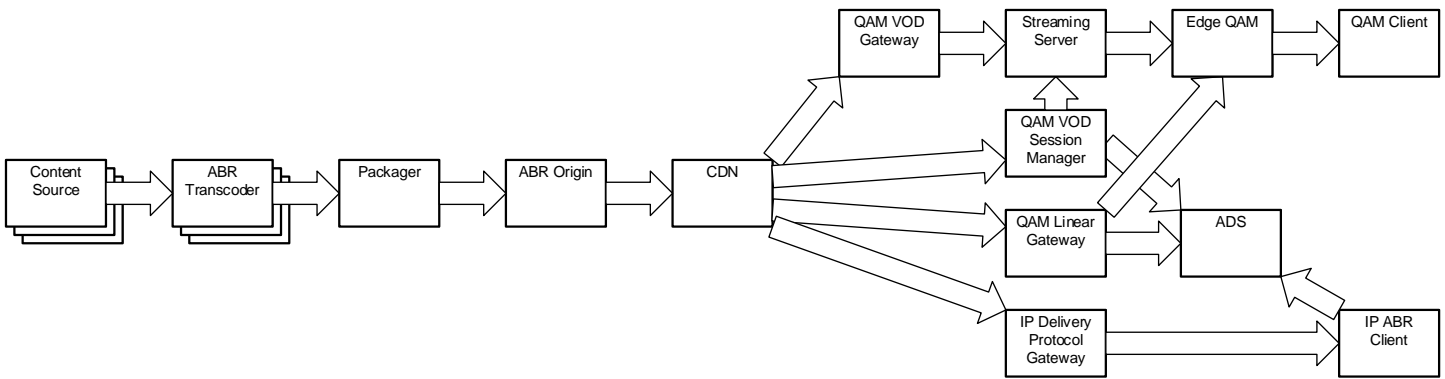 QAM VOD
Gateway
Streaming
Server
Edge QAM
QAM Client
QAM VOD
Session
Manager
Content
Source
ABR
Transcoder
Packager
ABR Origin
CDN
QAM Linear
Gateway
ADS
IP Delivery
Protocol
Gateway
IP ABR
Client